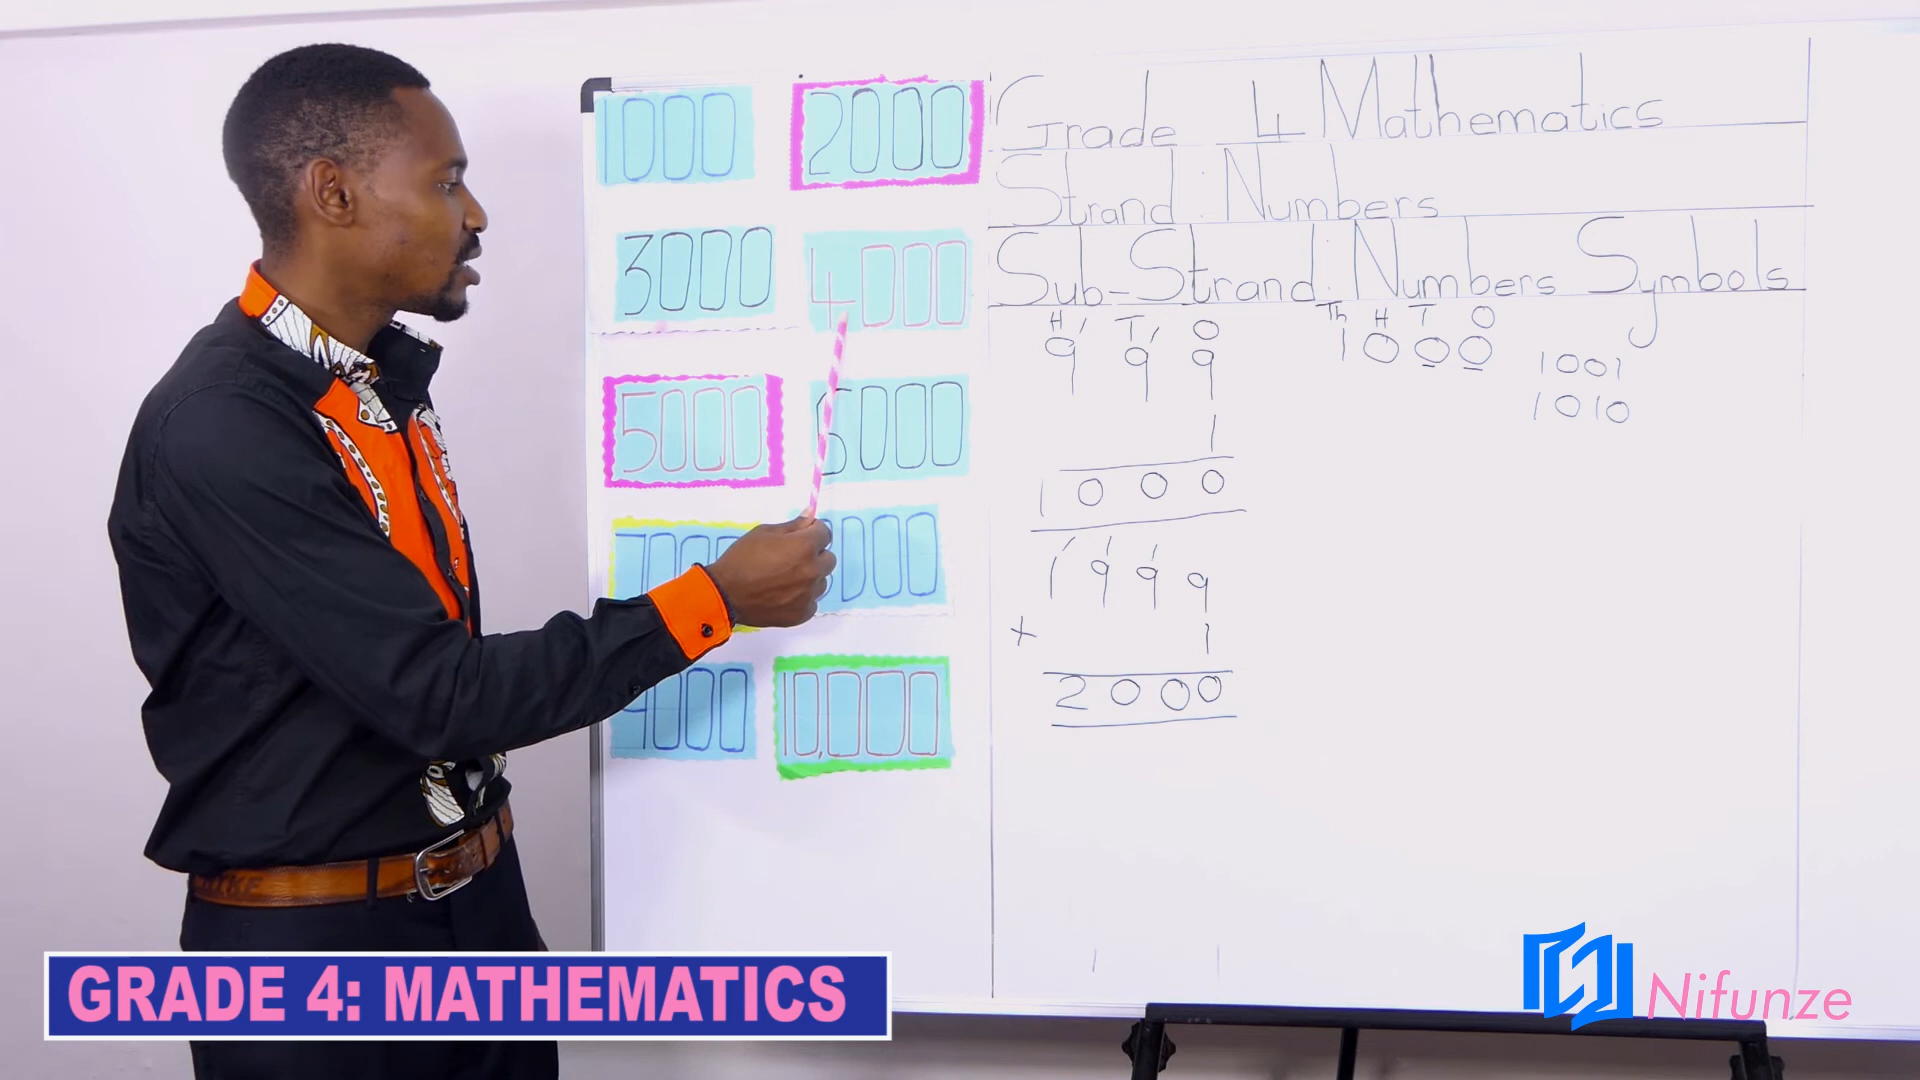 1000 2000
3000 4000
5000 6000
7000 8000
9000 10,000
Grade 4 Mathematics
Strand: Numbers
Sub-Strand: Numbers Symbols
H T O
9 9 9
1
1 0 0 0
1 9 9 9
+ 1
2 0 0 0
Th H T O
1 0 0 0
1001
1010
GRADE 4: MATHEMATICS
Nifunze